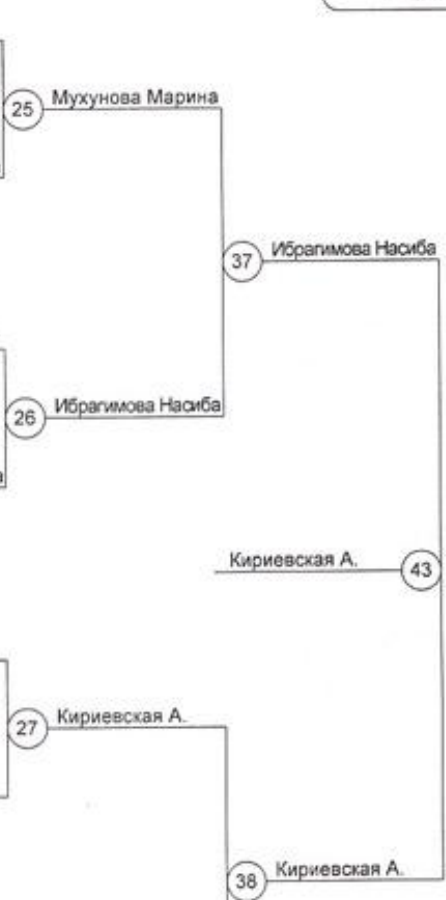 25 Мухунова Марина
37 Ибрагимова Насиба
26 Ибрагимова Насиба
а
Кириевская А. 43
27 Кириевская А.
38 Кириевская А.